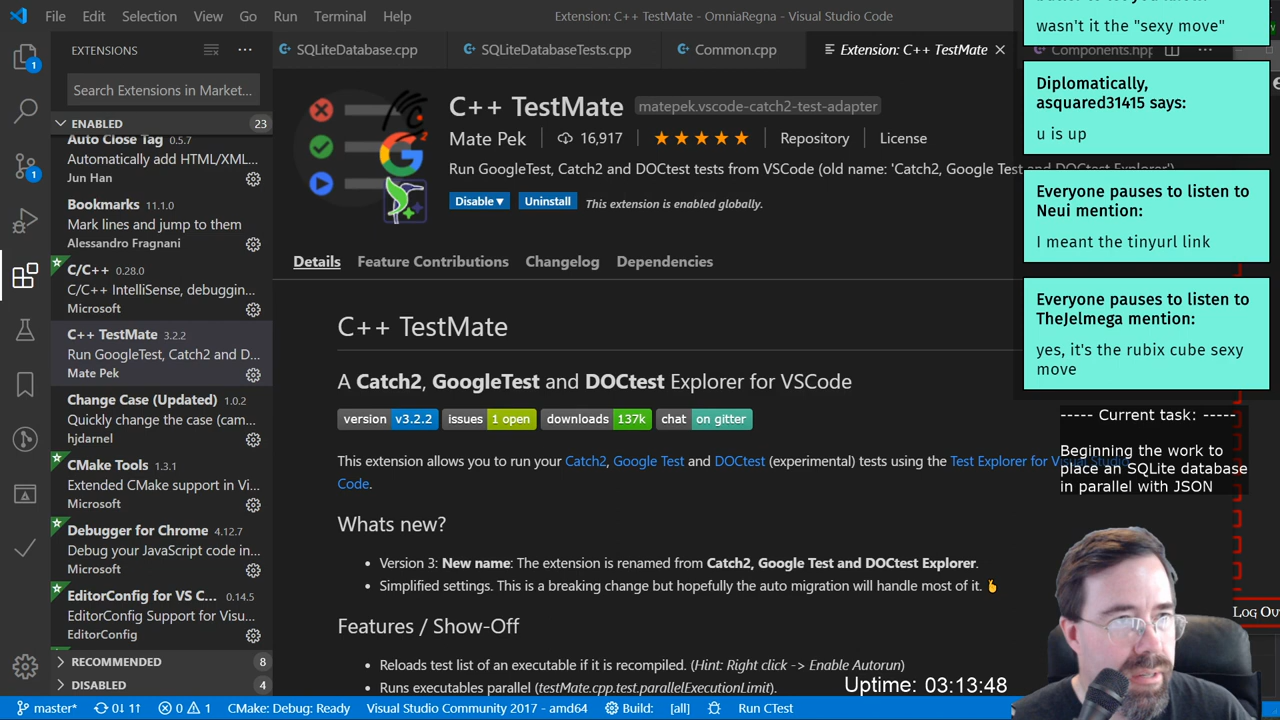 File Edit Selection View Go Run Terminal Help
Extension: C++ TestMate - OmniaRegna - Visual Studio Code
EXTENSIONS
Search Extensions in Market...
ENABLED 23
Auto Close Tag 0.5.7
Automatically add HTML/XML...
Jun Han
Bookmarks 11.1.0
Mark lines and jump to them
Alessandro Fragnani
C/C++ 0.28.0
C/C++ IntelliSense, debuggin...
Microsoft
C++ TestMate 3.2.2
Run GoogleTest, Catch2 and D...
Mate Pek
Change Case (Updated) 1.0.2
Quickly change the case (cam...
hjdarnel
CMake Tools 1.3.1
Extended CMake support in Vi...
Microsoft
Debugger for Chrome 4.12.7
Debug your JavaScript code in...
Microsoft
EditorConfig for VS C... 0.14.5
EditorConfig Support for Visu...
EditorConfig
RECOMMENDED 8
DISABLED 4
SQLiteDatabase.cpp
SQLiteDatabaseTests.cpp
Common.cpp
Extension: C++ TestMate
Components.hpp
C++ TestMate matepek.vscode-catch2-test-adapter
Mate Pek 16,917 Repository License
Run GoogleTest, Catch2 and DOCtest tests from VSCode (old name: 'Catch2, Google Test and DOCtest Explorer')
Disable Uninstall This extension is enabled globally.
Details Feature Contributions Changelog Dependencies
C++ TestMate
A Catch2, GoogleTest and DOCtest Explorer for VSCode
version v3.2.2 issues 1 open downloads 137k chat on gitter
This extension allows you to run your Catch2, Google Test and DOCtest (experimental) tests using the Test Explorer for Visual Studio
Code.
Whats new?
Version 3: New name: The extension is renamed from Catch2, Google Test and DOCtest Explorer.
Simplified settings. This is a breaking change but hopefully the auto migration will handle most of it.
Features / Show-Off
Reloads test list of an executable if it is recompiled. (Hint: Right click -> Enable Autorun)
Runs executables parallel (testMate.cpp.test.parallelExecutionLimit).
wasn't it the "sexy move"
Diplomatically,
asquared31415 says:
u is up
Everyone pauses to listen to
Neui mention:
I meant the tinyurl link
Everyone pauses to listen to
TheJelmega mention:
yes, it's the rubix cube sexy
move
----- Current task: -----
Beginning the work to
place an SQLite database
in parallel with JSON
Log Ou
Uptime: 03:13:48
master* 0↓ 1↑ 0 1 CMake: Debug: Ready Visual Studio Community 2017 - amd64 Build: [all] Run CTest